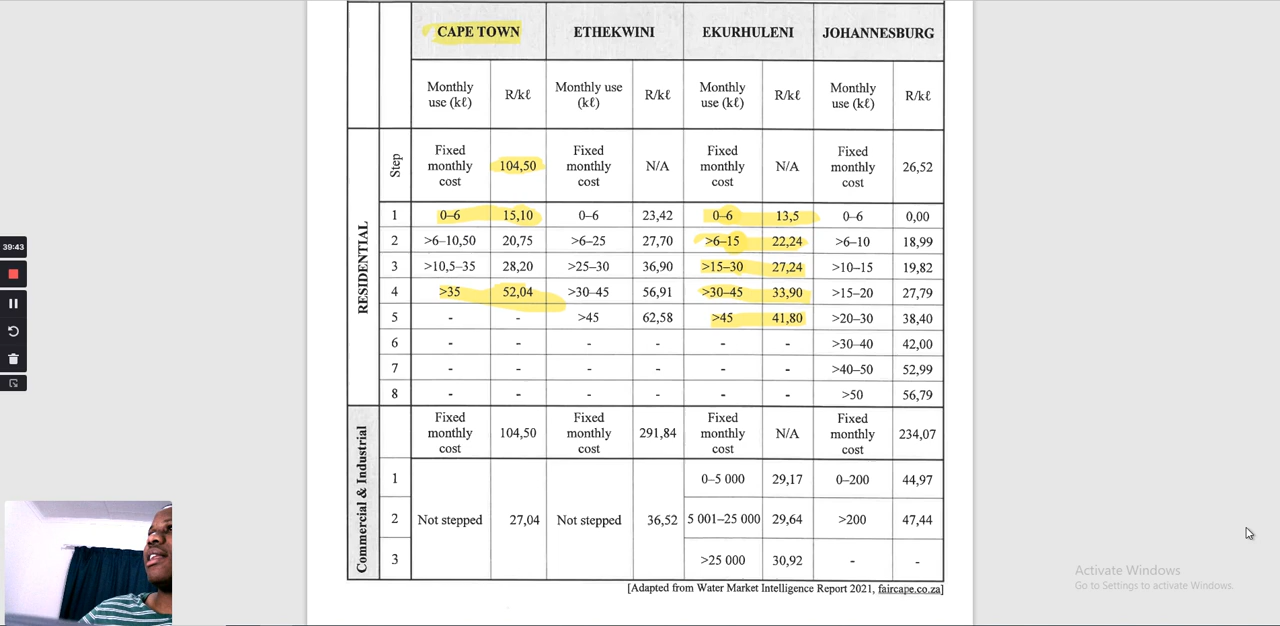 CAPE TOWN ETHEKWINI EKURHULENI JOHANNESBURG
Monthly use (kℓ) R/kℓ Monthly use (kℓ) R/kℓ Monthly use (kℓ) R/kℓ Monthly use (kℓ) R/kℓ
RESIDENTIAL
Step Fixed monthly cost 104,50 Fixed monthly cost N/A Fixed monthly cost N/A Fixed monthly cost 26,52
1 0–6 15,10 0–6 23,42 0–6 13,5 0–6 0,00
2 >6–10,50 20,75 >6–25 27,70 >6–15 22,24 >6–10 18,99
3 >10,5–35 28,20 >25–30 36,90 >15–30 27,24 >10–15 19,82
4 >35 52,04 >30–45 56,91 >30–45 33,90 >15–20 27,79
5 - - >45 62,58 >45 41,80 >20–30 38,40
6 - - - - - - >30–40 42,00
7 - - - - - - >40–50 52,99
8 - - - - - - >50 56,79
Commercial & Industrial
Fixed monthly cost 104,50 Fixed monthly cost 291,84 Fixed monthly cost N/A Fixed monthly cost 234,07
1 0–5 000 29,17 0–200 44,97
2 Not stepped 27,04 Not stepped 36,52 5 001–25 000 29,64 >200 47,44
3 >25 000 30,92 - -
[Adapted from Water Market Intelligence Report 2021, faircape.co.za]
39:43
Activate Windows
Go to Settings to activate Windows.